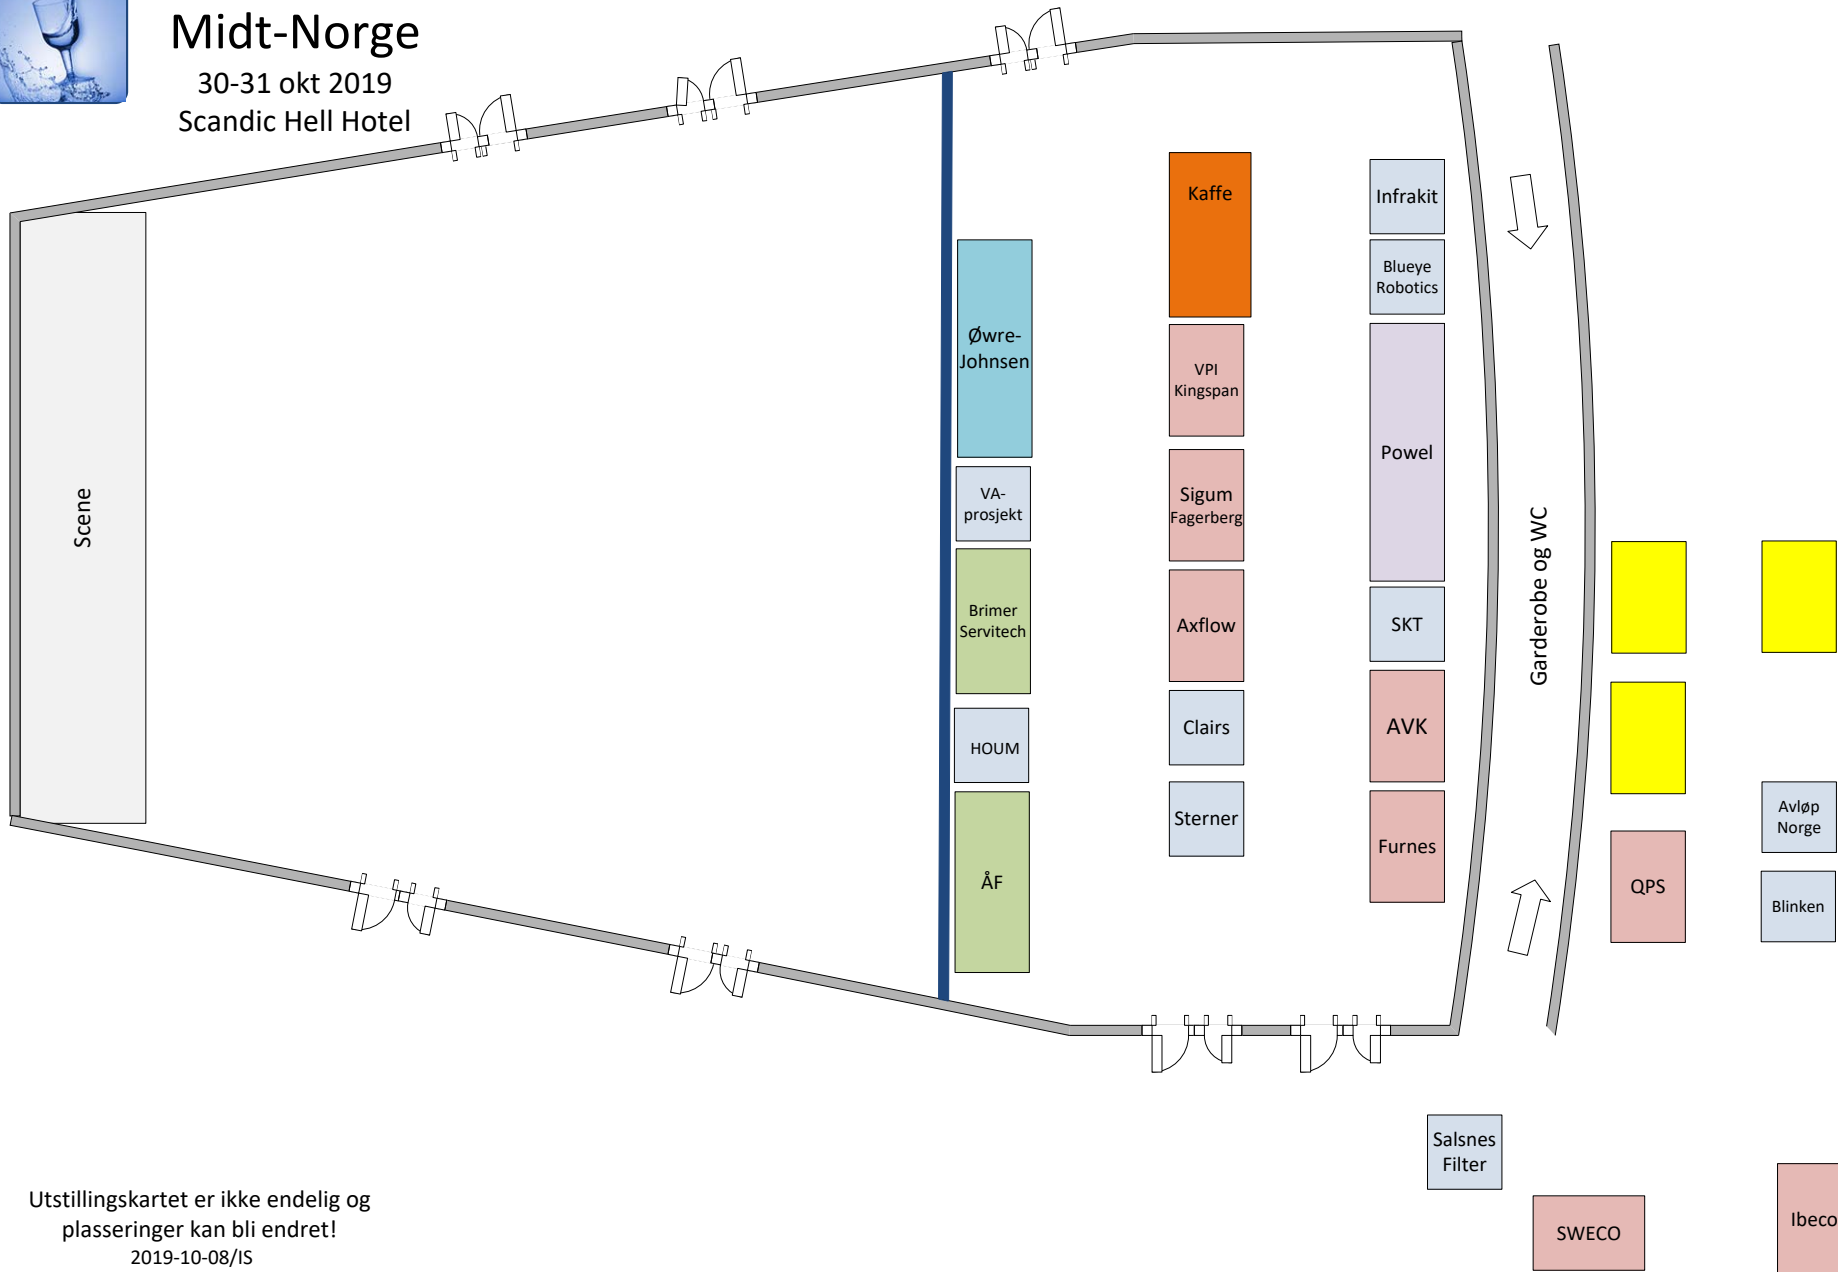 Midt-Norge
30-31 okt 2019
Scandic Hell Hotel
Scene
Øwre-
Johnsen
VA-
prosjekt
Brimer
Servitech
HOUM
ÅF
Kaffe
VPI
Kingspan
Sigum
Fagerberg
Axflow
Clairs
Sterner
Infrakit
Blueye
Robotics
Powel
SKT
AVK
Furnes
Garderobe og WC
QPS
Avløp
Norge
Blinken
Salsnes
Filter
SWECO
Ibeco
Utstillingskartet er ikke endelig og
plasseringer kan bli endret!
2019-10-08/IS